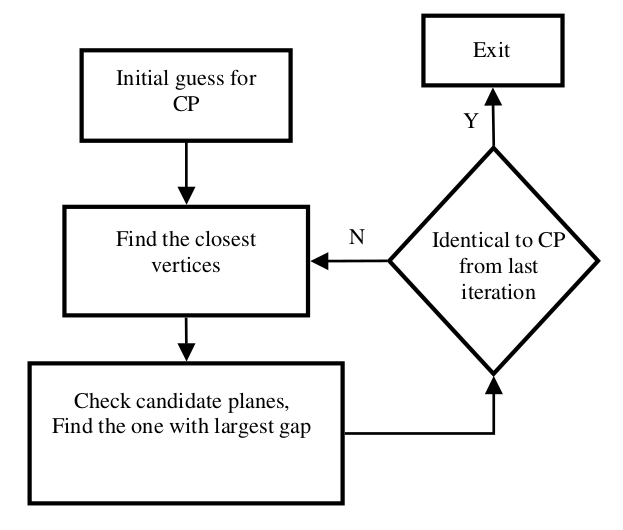 Initial guess for
CP
Find the closest
vertices
Check candidate planes,
Find the one with largest gap
Identical to CP
from last
iteration
N
Y
Exit